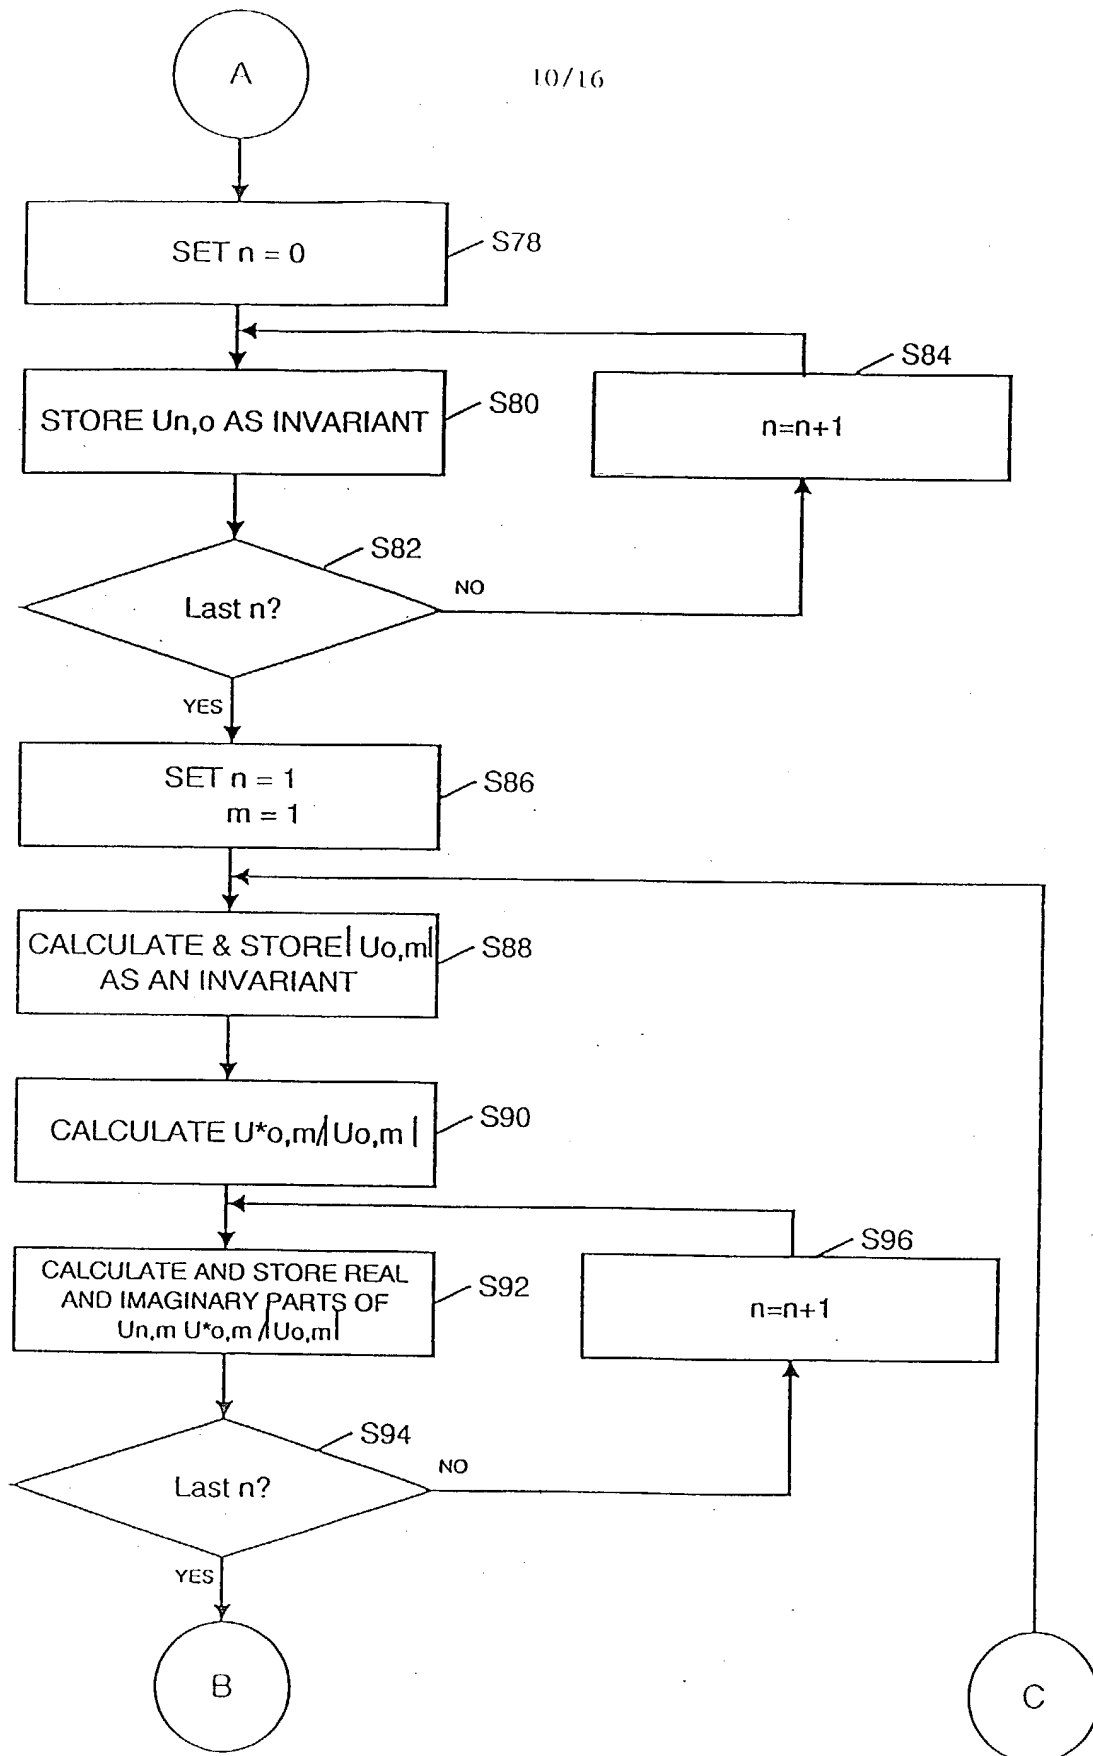 A
10/16
SET n = 0
S78
S84
STORE Un,o AS INVARIANT
S80
n=n+1
S82
Last n?
NO
YES
SET n = 1
m = 1
S86
CALCULATE & STORE| Uo,m|
AS AN INVARIANT
S88
CALCULATE U*o,m/|Uo,m |
S90
S96
CALCULATE AND STORE REAL
AND IMAGINARY PARTS OF
Un,m U*o,m /|Uo,m|
S92
n=n+1
S94
Last n?
NO
YES
B
C